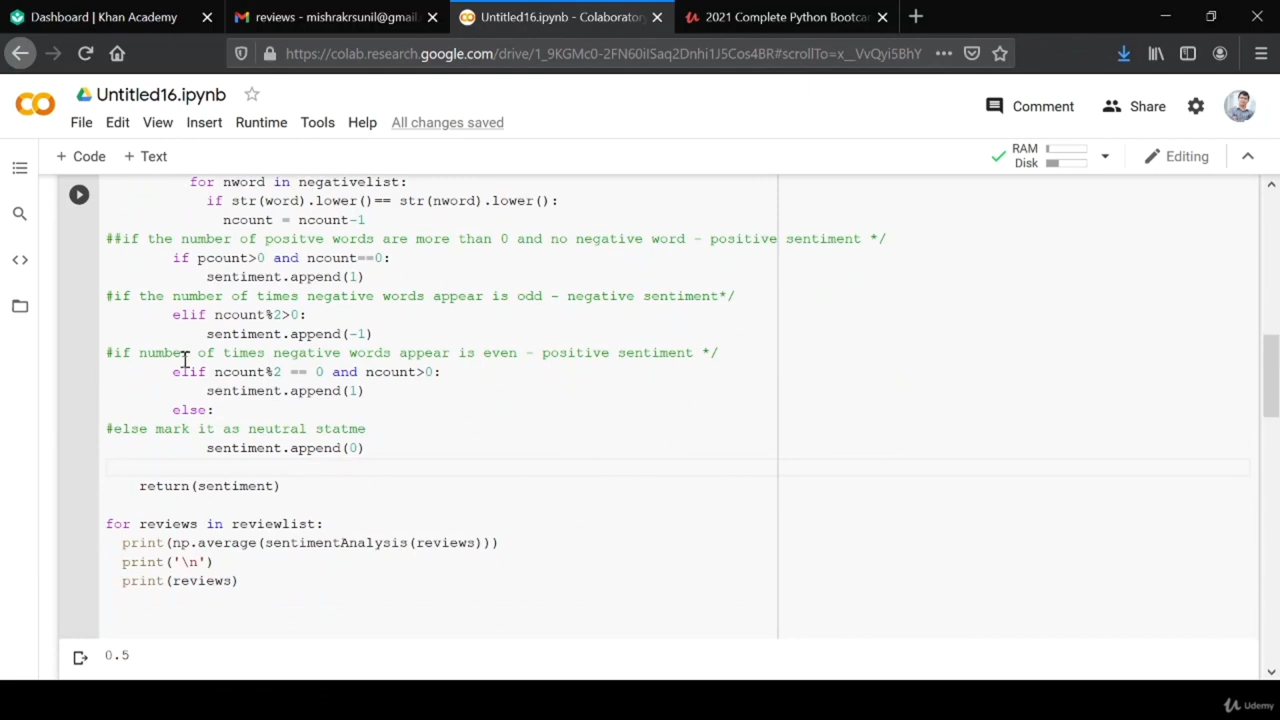 Dashboard | Khan Academy
reviews - mishrakrsunil@gmail.
Untitled16.ipynb - Colaboratory
2021 Complete Python Bootcar
https://colab.research.google.com/drive/1_9KGMc0-2FN60iISaq2Dnhi1J5Cos4BR#scrollTo=x__VvQyi5BhY
Untitled16.ipynb
Comment
Share
File Edit View Insert Runtime Tools Help All changes saved
+ Code + Text
RAM
Disk
Editing
for nword in negativelist:
if str(word).lower()== str(nword).lower():
ncount = ncount-1
##if the number of positve words are more than 0 and no negative word - positive sentiment */
if pcount>0 and ncount==0:
sentiment.append(1)
#if the number of times negative words appear is odd - negative sentiment*/
elif ncount%2>0:
sentiment.append(-1)
#if number of times negative words appear is even - positive sentiment */
elif ncount%2 == 0 and ncount>0:
sentiment.append(1)
else:
#else mark it as neutral statme
sentiment.append(0)
return(sentiment)
for reviews in reviewlist:
print(np.average(sentimentAnalysis(reviews)))
print('\n')
print(reviews)
0.5
Udemy